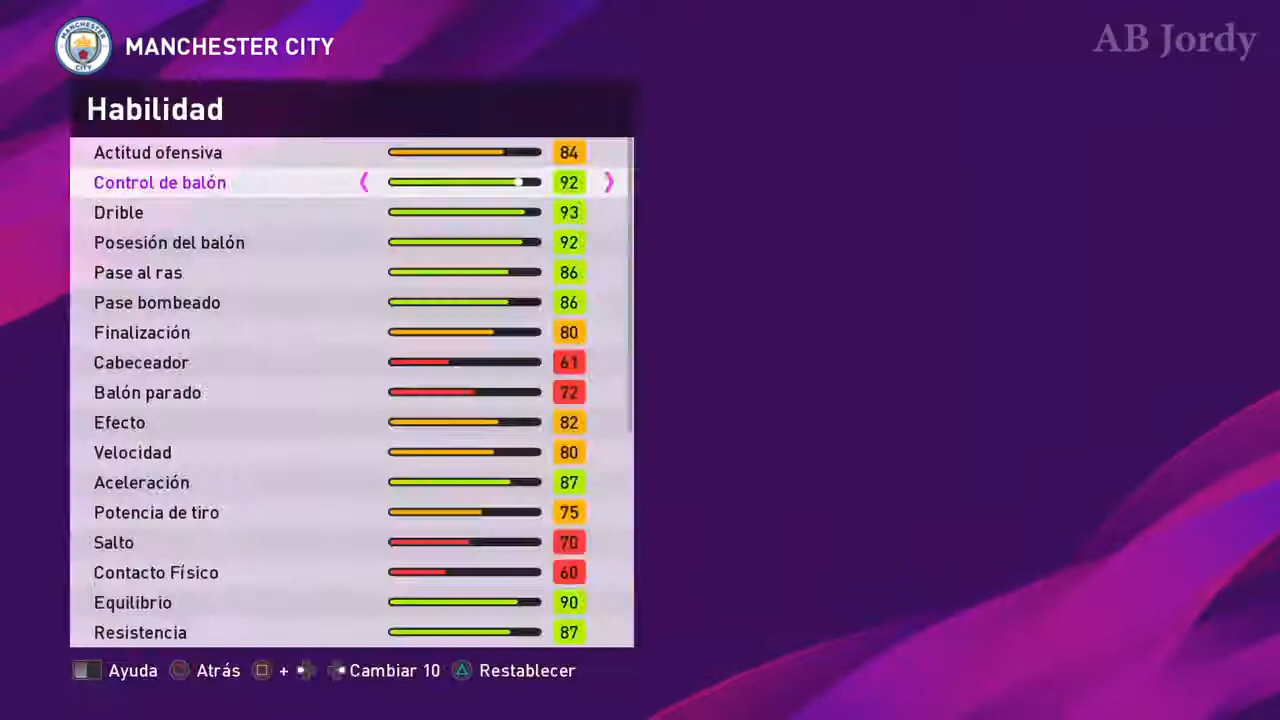 MANCHESTER CITY
MANCHESTER CITY
AB Jordy
Habilidad
Actitud ofensiva 84
Control de balón 92
Drible 93
Posesión del balón 92
Pase al ras 86
Pase bombeado 86
Finalización 80
Cabeceador 61
Balón parado 72
Efecto 82
Velocidad 80
Aceleración 87
Potencia de tiro 75
Salto 70
Contacto Físico 60
Equilibrio 90
Resistencia 87
Ayuda Atrás + Cambiar 10 Restablecer